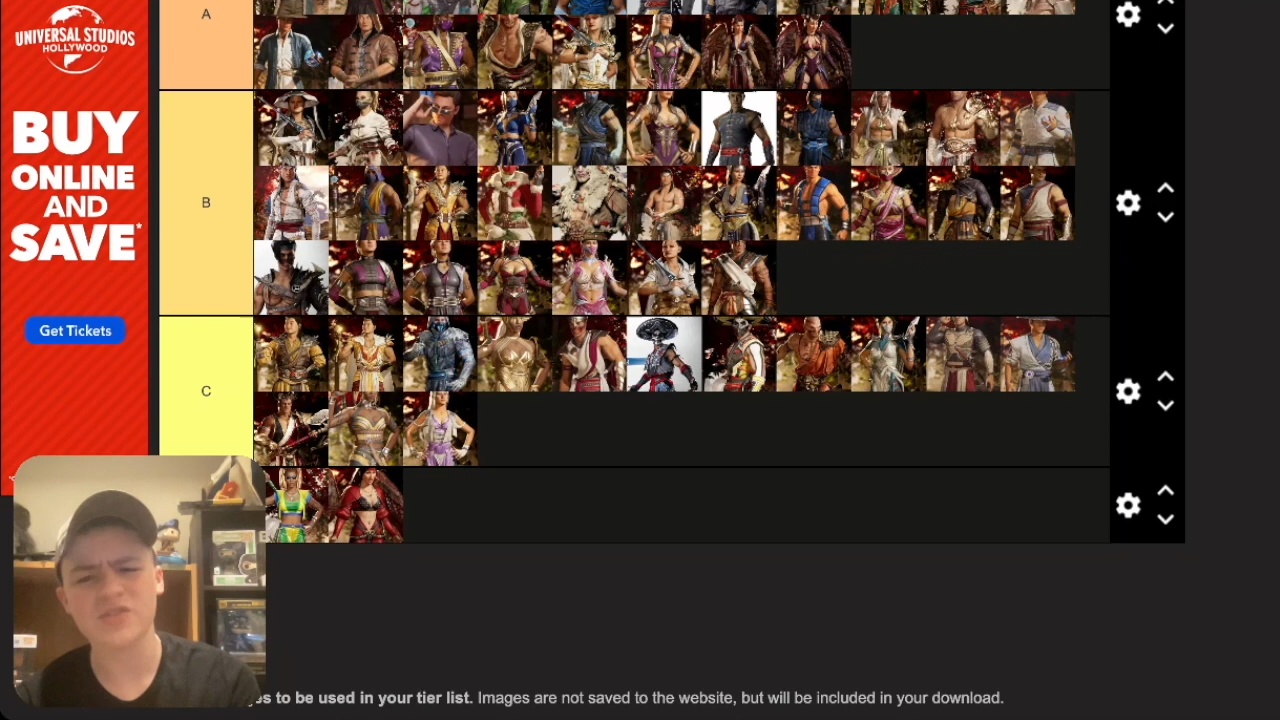 UNIVERSAL STUDIOS
HOLLYWOOD
BUY
ONLINE
AND
SAVE*
Get Tickets
A
B
C
to be used in your tier list. Images are not saved to the website, but will be included in your download.